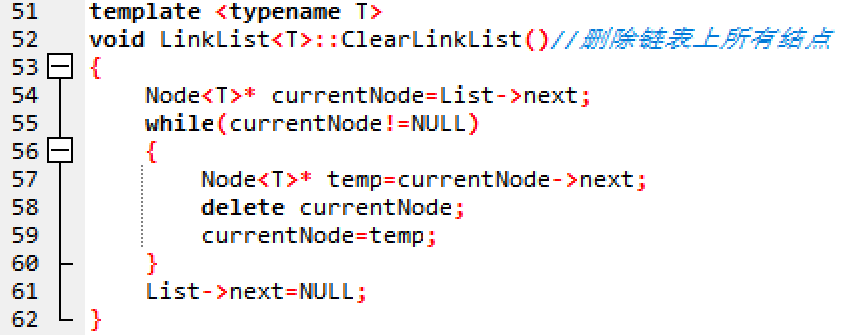 51 template <typename T>
52 void LinkList<T>::ClearLinkList()//删除链表上所有结点
53 {
54 Node<T>* currentNode=List->next;
55 while(currentNode!=NULL)
56 {
57 Node<T>* temp=currentNode->next;
58 delete currentNode;
59 currentNode=temp;
60 }
61 List->next=NULL;
62 }